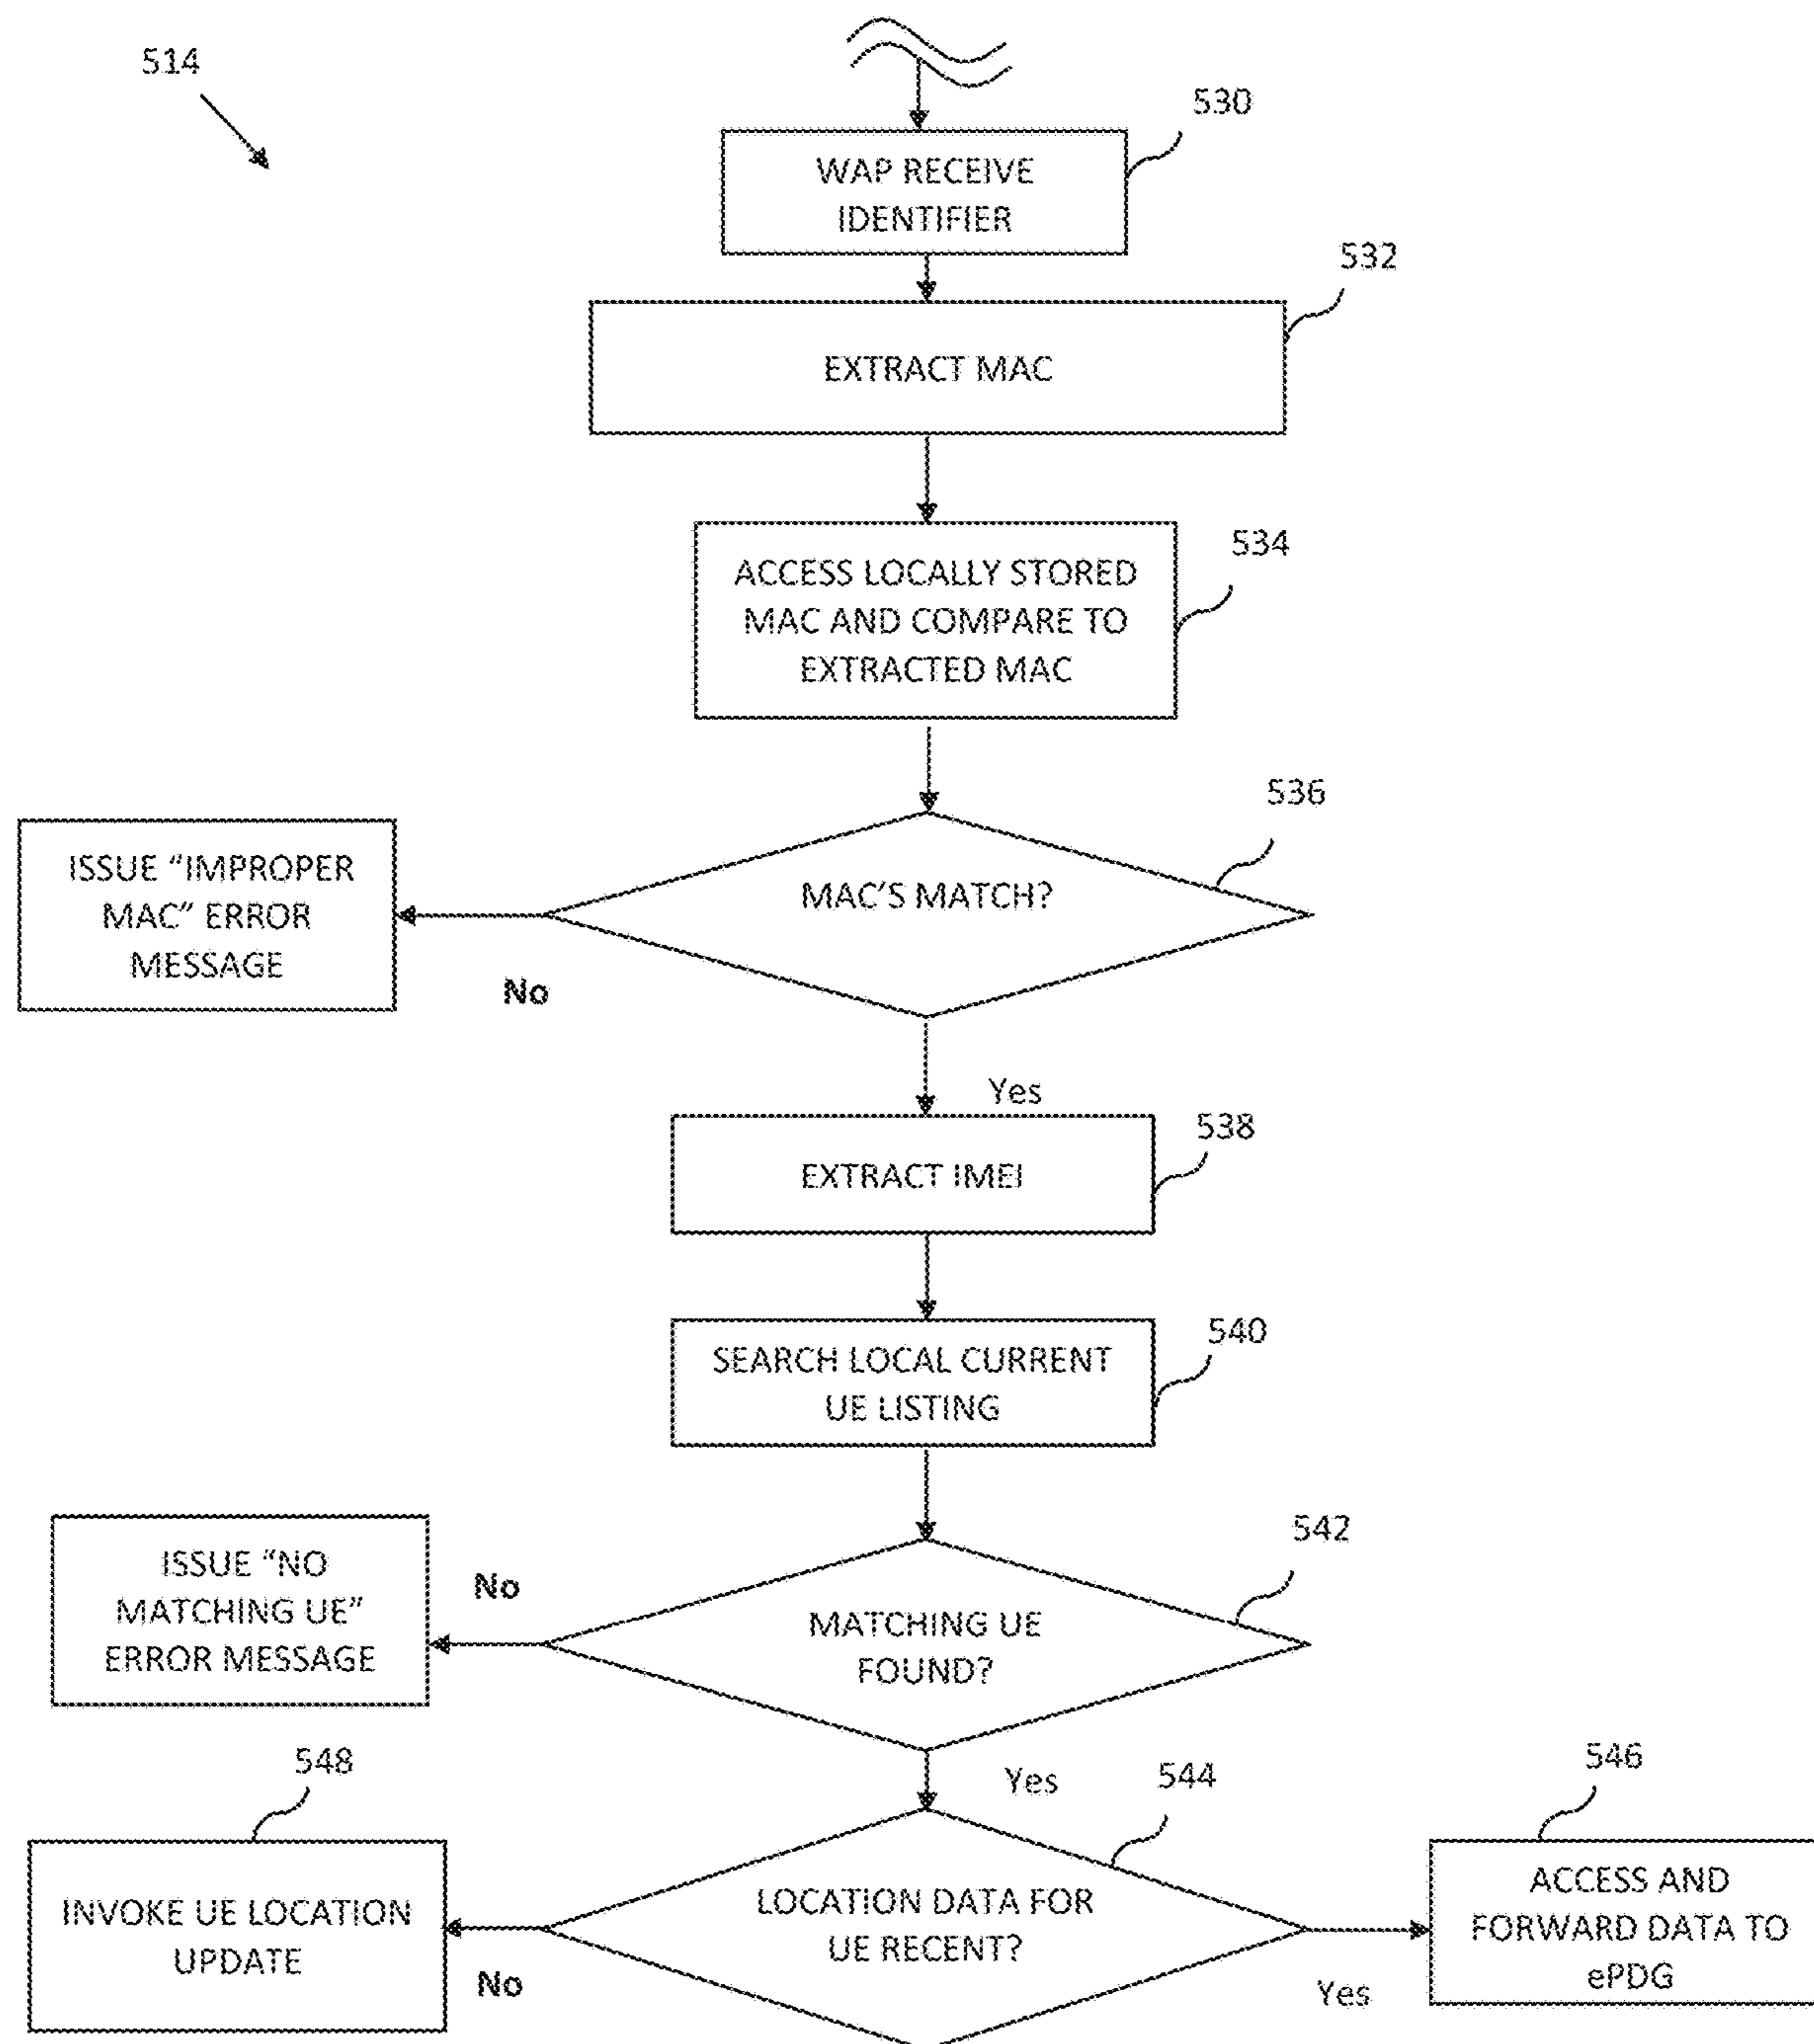 514
530
WAP RECEIVE
IDENTIFIER
532
EXTRACT MAC
534
ACCESS LOCALLY STORED
MAC AND COMPARE TO
EXTRACTED MAC
536
MAC'S MATCH?
ISSUE “IMPROPER
MAC” ERROR
MESSAGE
No
Yes
538
EXTRACT IMEI
540
SEARCH LOCAL CURRENT
UE LISTING
542
MATCHING UE
FOUND?
No
ISSUE “NO
MATCHING UE”
ERROR MESSAGE
Yes
544
LOCATION DATA FOR
UE RECENT?
548
INVOKE UE LOCATION
UPDATE
No
546
ACCESS AND
FORWARD DATA TO
ePDG
Yes